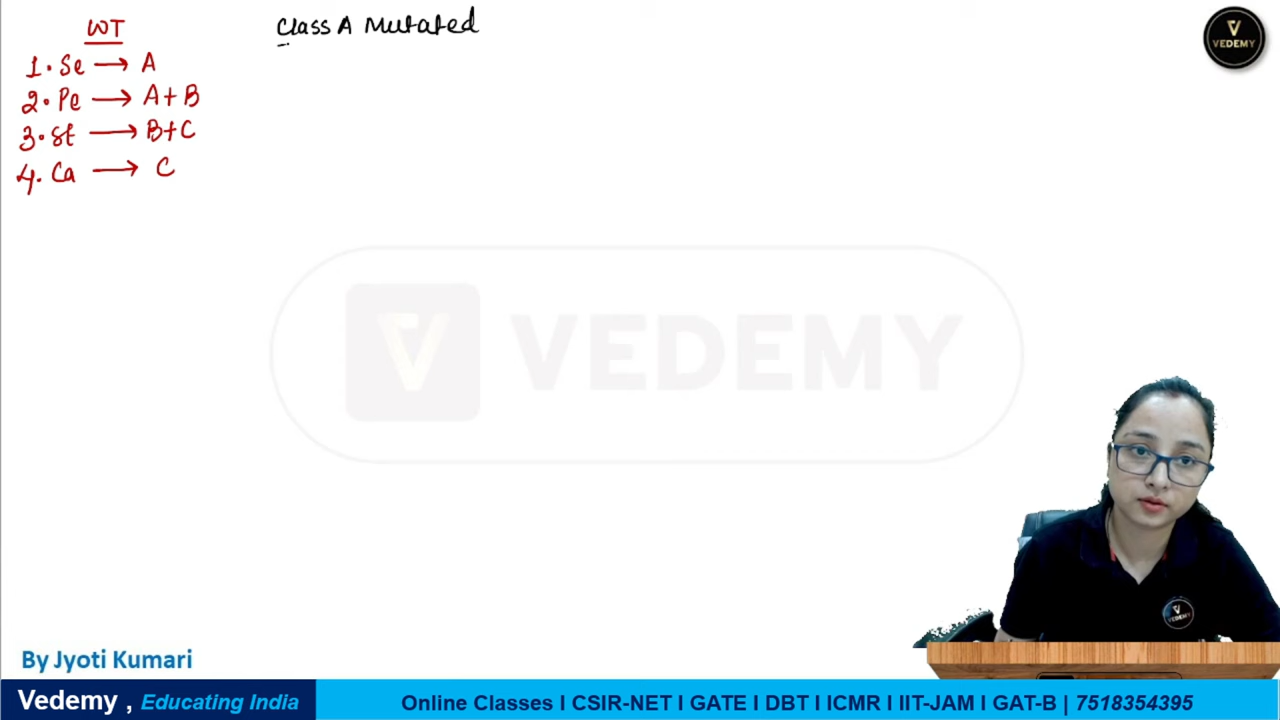 WT
1. Se → A
2. Pe → A+B
3. St → B+C
4. Ca → C
Class A Mutated
V
VEDEMY
VEDEMY
By Jyoti Kumari
Vedemy , Educating India
Online Classes I CSIR-NET I GATE I DBT I ICMR I IIT-JAM I GAT-B | 7518354395